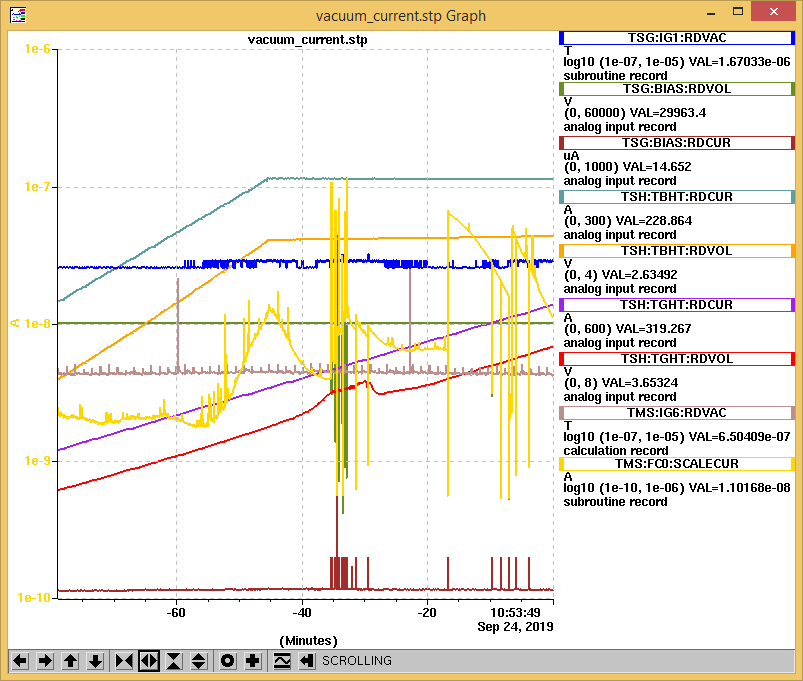 vacuum_current.stp Graph
vacuum_current.stp
1e-6
1e-7
A
1e-8
1e-9
1e-10
-60
-40
-20
10:53:49
Sep 24, 2019
(Minutes)
TSG:IG1:RDVAC
T
log10 (1e-07, 1e-05) VAL=1.67033e-06
subroutine record
TSG:BIAS:RDVOL
V
(0, 60000) VAL=29963.4
analog input record
TSG:BIAS:RDCUR
uA
(0, 1000) VAL=14.652
analog input record
TSH:TBHT:RDCUR
A
(0, 300) VAL=228.864
analog input record
TSH:TBHT:RDVOL
V
(0, 4) VAL=2.63492
analog input record
TSH:TGHT:RDCUR
A
(0, 600) VAL=319.267
analog input record
TSH:TGHT:RDVOL
V
(0, 8) VAL=3.65324
analog input record
TMS:IG6:RDVAC
T
log10 (1e-07, 1e-05) VAL=6.50409e-07
calculation record
TMS:FC0:SCALECUR
A
log10 (1e-10, 1e-06) VAL=1.10168e-08
subroutine record
SCROLLING